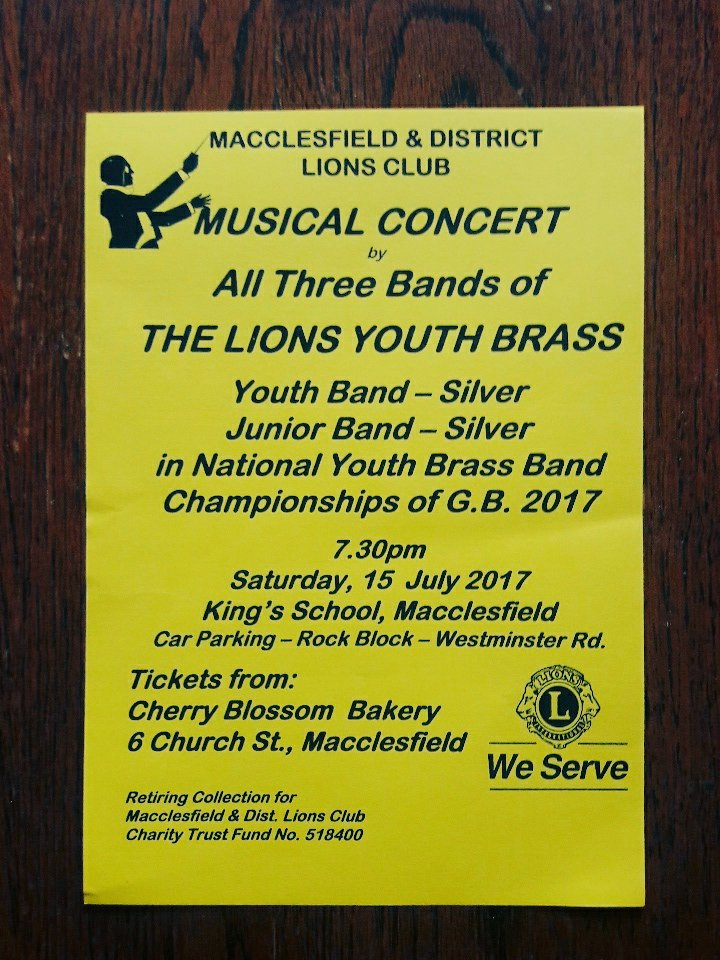 MACCLESFIELD & DISTRICT
LIONS CLUB
MUSICAL CONCERT
by
All Three Bands of
THE LIONS YOUTH BRASS
Youth Band – Silver
Junior Band – Silver
in National Youth Brass Band
Championships of G.B. 2017
7.30pm
Saturday, 15 July 2017
King's School, Macclesfield
Car Parking – Rock Block – Westminster Rd.
Tickets from:
Cherry Blossom Bakery
6 Church St., Macclesfield
LIONS
L
INTERNATIONAL
We Serve
Retiring Collection for
Macclesfield & Dist. Lions Club
Charity Trust Fund No. 518400